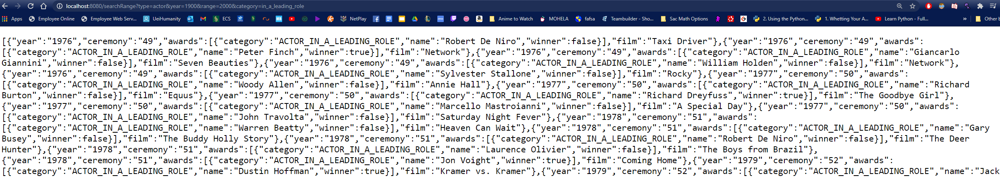 localhost:8080/searchRange?type=actor&year=1900&range=2000&category=in_a_leading_role
Apps Employee Online Employee Web Serv... UeiHumanity ECS NetPlay Anime to Watch MOHELA fafsa Teambuilder - Sho... Sac Math Options 2. Using the Python... 1. Whetting Your A... Learn Python - Full... » Other b
[{"year":"1976","ceremony":"49","awards":[{"category":"ACTOR_IN_A_LEADING_ROLE","name":"Robert De Niro","winner":false}],"film":"Taxi Driver"},{"year":"1976","ceremony":"49","awards":
[{"category":"ACTOR_IN_A_LEADING_ROLE","name":"Peter Finch","winner":true}],"film":"Network"},{"year":"1976","ceremony":"49","awards":[{"category":"ACTOR_IN_A_LEADING_ROLE","name":"Giancarlo
Giannini","winner":false}],"film":"Seven Beauties"},{"year":"1976","ceremony":"49","awards":[{"category":"ACTOR_IN_A_LEADING_ROLE","name":"William Holden","winner":false}],"film":"Network"},
{"year":"1976","ceremony":"49","awards":[{"category":"ACTOR_IN_A_LEADING_ROLE","name":"Sylvester Stallone","winner":false}],"film":"Rocky"},{"year":"1977","ceremony":"50","awards":
[{"category":"ACTOR_IN_A_LEADING_ROLE","name":"Woody Allen","winner":false}],"film":"Annie Hall"},{"year":"1977","ceremony":"50","awards":[{"category":"ACTOR_IN_A_LEADING_ROLE","name":"Richard
Burton","winner":false}],"film":"Equus"},{"year":"1977","ceremony":"50","awards":[{"category":"ACTOR_IN_A_LEADING_ROLE","name":"Richard Dreyfuss","winner":true}],"film":"The Goodbye Girl"},
{"year":"1977","ceremony":"50","awards":[{"category":"ACTOR_IN_A_LEADING_ROLE","name":"Marcello Mastroianni","winner":false}],"film":"A Special Day"},{"year":"1977","ceremony":"50","awards":
[{"category":"ACTOR_IN_A_LEADING_ROLE","name":"John Travolta","winner":false}],"film":"Saturday Night Fever"},{"year":"1978","ceremony":"51","awards":
[{"category":"ACTOR_IN_A_LEADING_ROLE","name":"Warren Beatty","winner":false}],"film":"Heaven Can Wait"},{"year":"1978","ceremony":"51","awards":[{"category":"ACTOR_IN_A_LEADING_ROLE","name":"Gary
Busey","winner":false}],"film":"The Buddy Holly Story"},{"year":"1978","ceremony":"51","awards":[{"category":"ACTOR_IN_A_LEADING_ROLE","name":"Robert De Niro","winner":false}],"film":"The Deer
Hunter"},{"year":"1978","ceremony":"51","awards":[{"category":"ACTOR_IN_A_LEADING_ROLE","name":"Laurence Olivier","winner":false}],"film":"The Boys from Brazil"},
{"year":"1978","ceremony":"51","awards":[{"category":"ACTOR_IN_A_LEADING_ROLE","name":"Jon Voight","winner":true}],"film":"Coming Home"},{"year":"1979","ceremony":"52","awards":
[{"category":"ACTOR_IN_A_LEADING_ROLE","name":"Dustin Hoffman","winner":true}],"film":"Kramer vs. Kramer"},{"year":"1979","ceremony":"52","awards":[{"category":"ACTOR_IN_A_LEADING_ROLE","name":"Jack